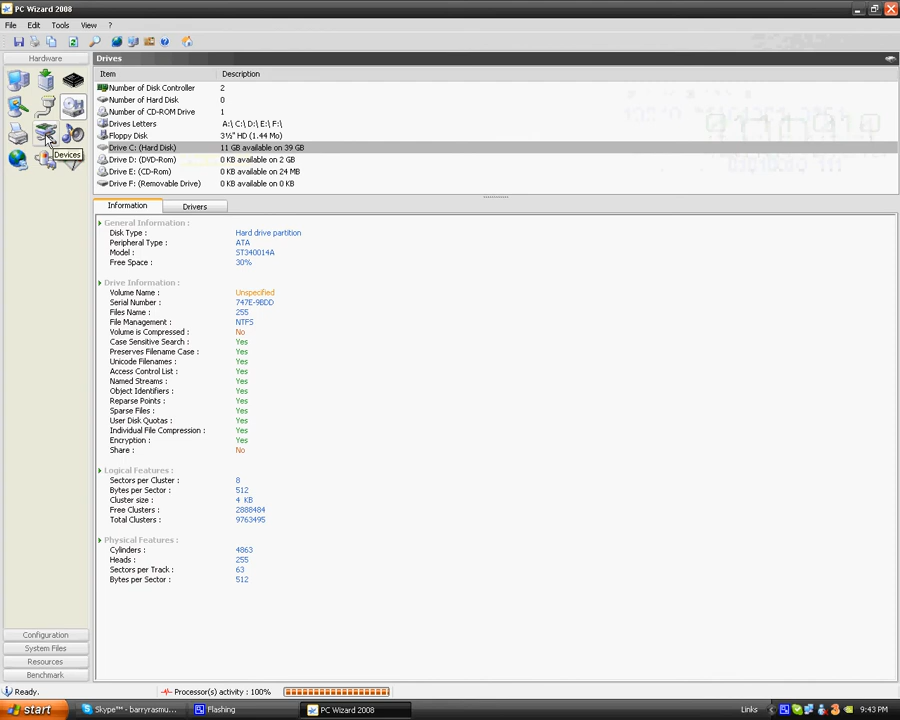 PC Wizard 2008
File Edit Tools View ?
Hardware
Drives
Item Description
Number of Disk Controller 2
Number of Hard Disk 0
Number of CD-ROM Drive 1
Drives Letters A:\ C:\ D:\ E:\ F:\
Floppy Disk 3½" HD (1.44 Mo)
Drive C: (Hard Disk) 11 GB available on 39 GB
Drive D: (DVD-Rom) 0 KB available on 2 GB
Drive E: (CD-Rom) 0 KB available on 24 MB
Drive F: (Removable Drive) 0 KB available on 0 KB
Devices
Information Drivers
General Information :
Disk Type : Hard drive partition
Peripheral Type : ATA
Model : ST340014A
Free Space : 30%
Drive Information :
Volume Name : Unspecified
Serial Number : 747E-9BDD
Files Name : 255
File Management : NTFS
Volume is Compressed : No
Case Sensitive Search : Yes
Preserves Filename Case : Yes
Unicode Filenames : Yes
Access Control List : Yes
Named Streams : Yes
Object Identifiers : Yes
Reparse Points : Yes
Sparse Files : Yes
User Disk Quotas : Yes
Individual File Compression : Yes
Encryption : Yes
Share : No
Logical Features :
Sectors per Cluster : 8
Bytes per Sector : 512
Cluster size : 4 KB
Free Clusters : 2888484
Total Clusters : 9763495
Physical Features :
Cylinders : 4863
Heads : 255
Sectors per Track : 63
Bytes per Sector : 512
Configuration
System Files
Resources
Benchmark
Ready. Processor(s) activity : 100%
start Skype™ - barryrasmu... Flashing PC Wizard 2008 Links 9:43 PM